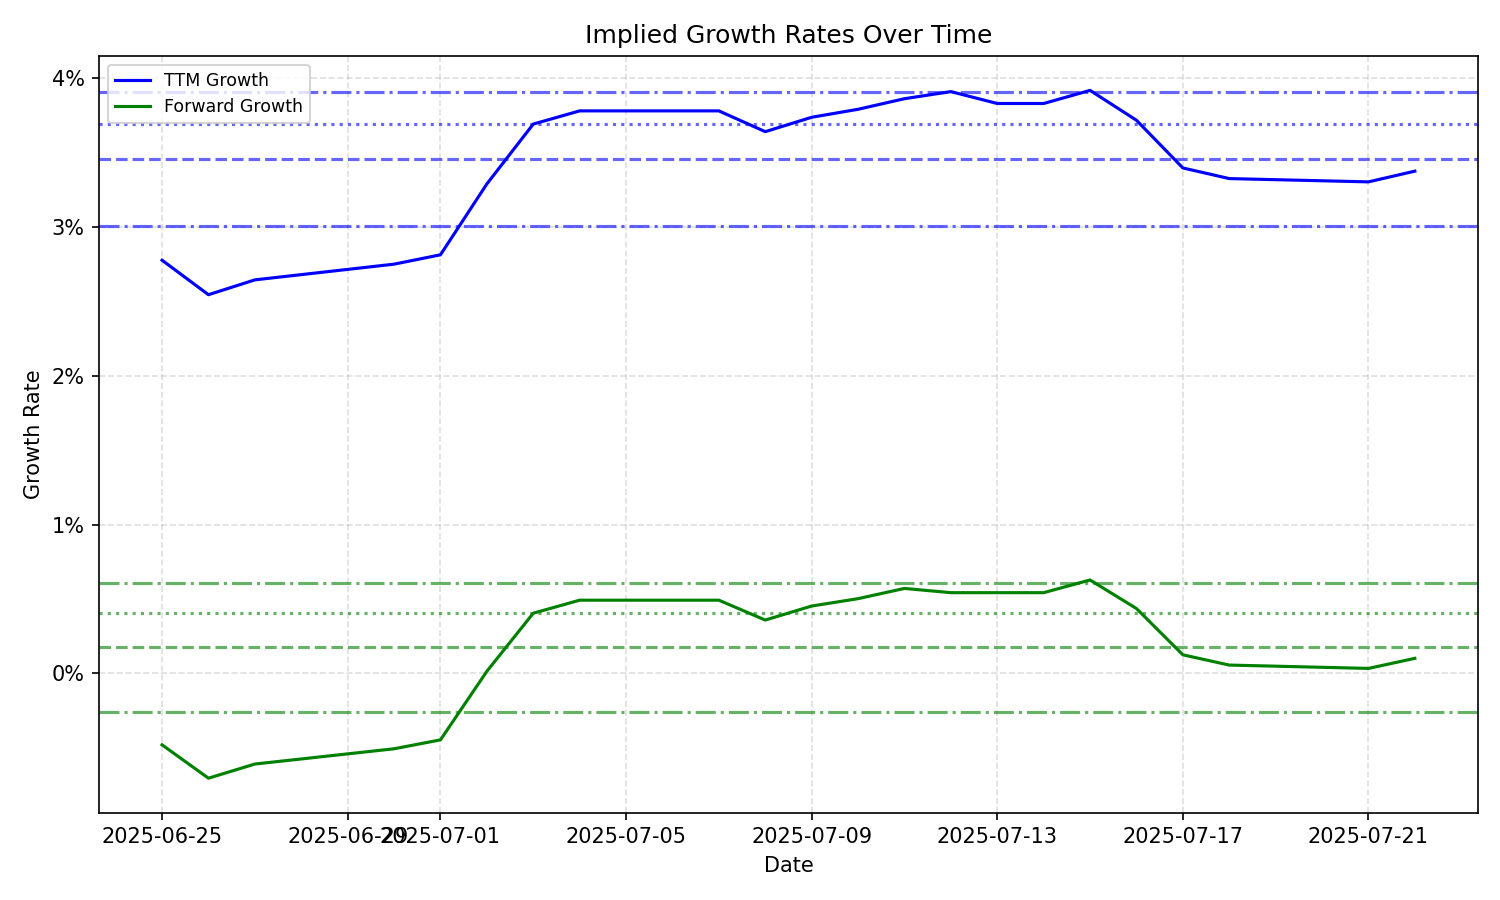 Implied Growth Rates Over Time
TTM Growth
Forward Growth
4%
3%
2%
1%
0%
Growth Rate
2025-06-25
2025-06-29
2025-07-01
2025-07-05
2025-07-09
2025-07-13
2025-07-17
2025-07-21
Date